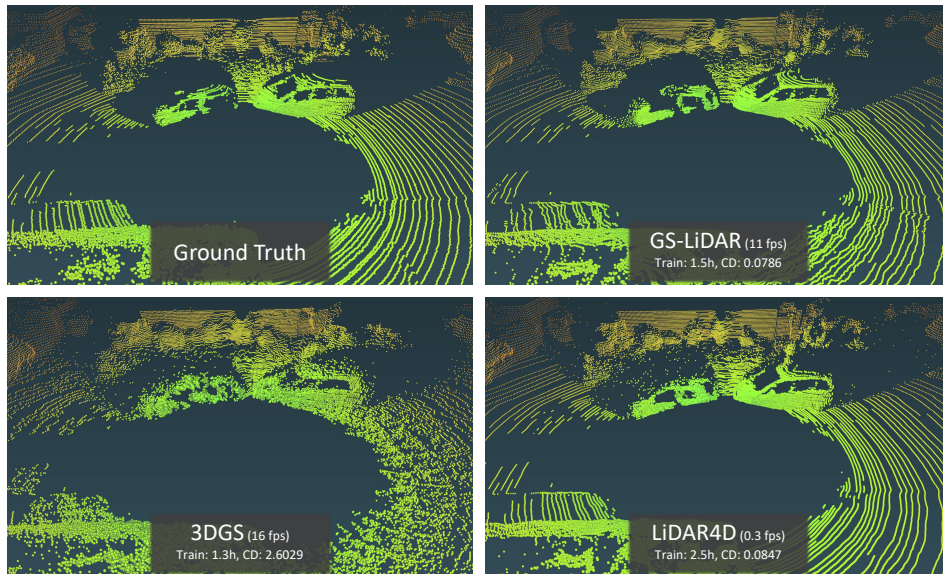 Ground Truth
GS-LiDAR (11 fps)
Train: 1.5h, CD: 0.0786
3DGS (16 fps)
Train: 1.3h, CD: 2.6029
LiDAR4D (0.3 fps)
Train: 2.5h, CD: 0.0847